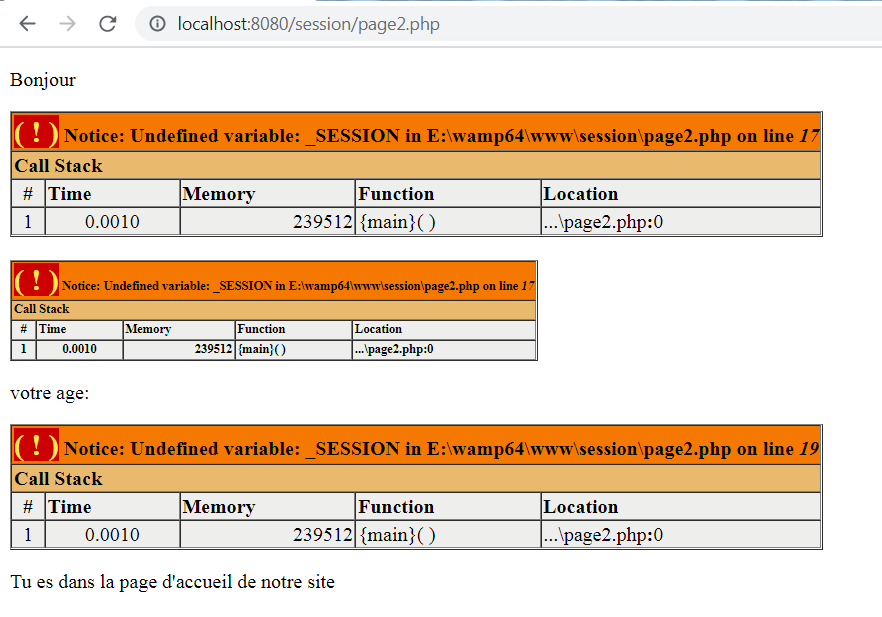 localhost:8080/session/page2.php
Bonjour
( ! ) Notice: Undefined variable: _SESSION in E:\wamp64\www\session\page2.php on line 17
Call Stack
# Time Memory Function Location
1 0.0010 239512 {main}( ) ...\page2.php:0
( ! ) Notice: Undefined variable: _SESSION in E:\wamp64\www\session\page2.php on line 17
Call Stack
# Time Memory Function Location
1 0.0010 239512 {main}( ) ...\page2.php:0
votre age:
( ! ) Notice: Undefined variable: _SESSION in E:\wamp64\www\session\page2.php on line 19
Call Stack
# Time Memory Function Location
1 0.0010 239512 {main}( ) ...\page2.php:0
Tu es dans la page d'accueil de notre site